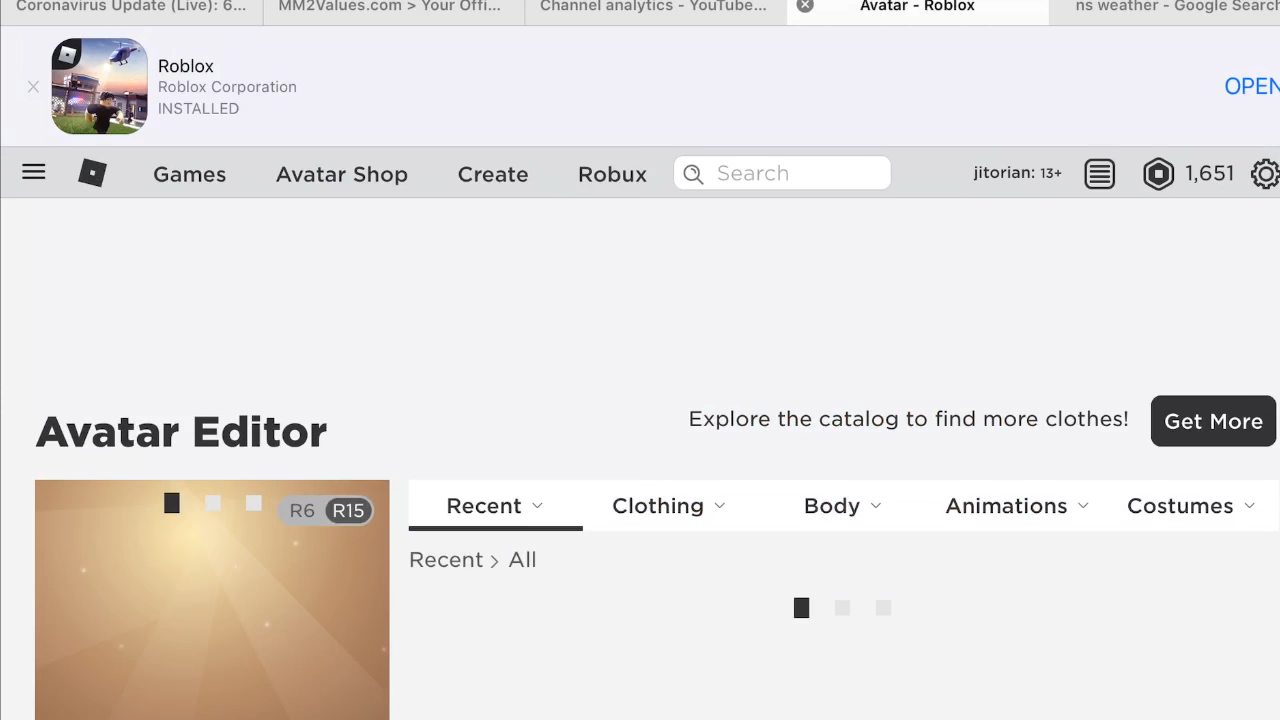 Coronavirus Update (Live): 6... MM2Values.com > Your Offi... Channel analytics - YouTube... Avatar - Roblox ns weather - Google Search
Roblox
Roblox Corporation
INSTALLED
OPEN
Games Avatar Shop Create Robux Search jitorian: 13+ 1,651
Explore the catalog to find more clothes! Get More
Avatar Editor
R6 R15
Recent Clothing Body Animations Costumes
Recent > All